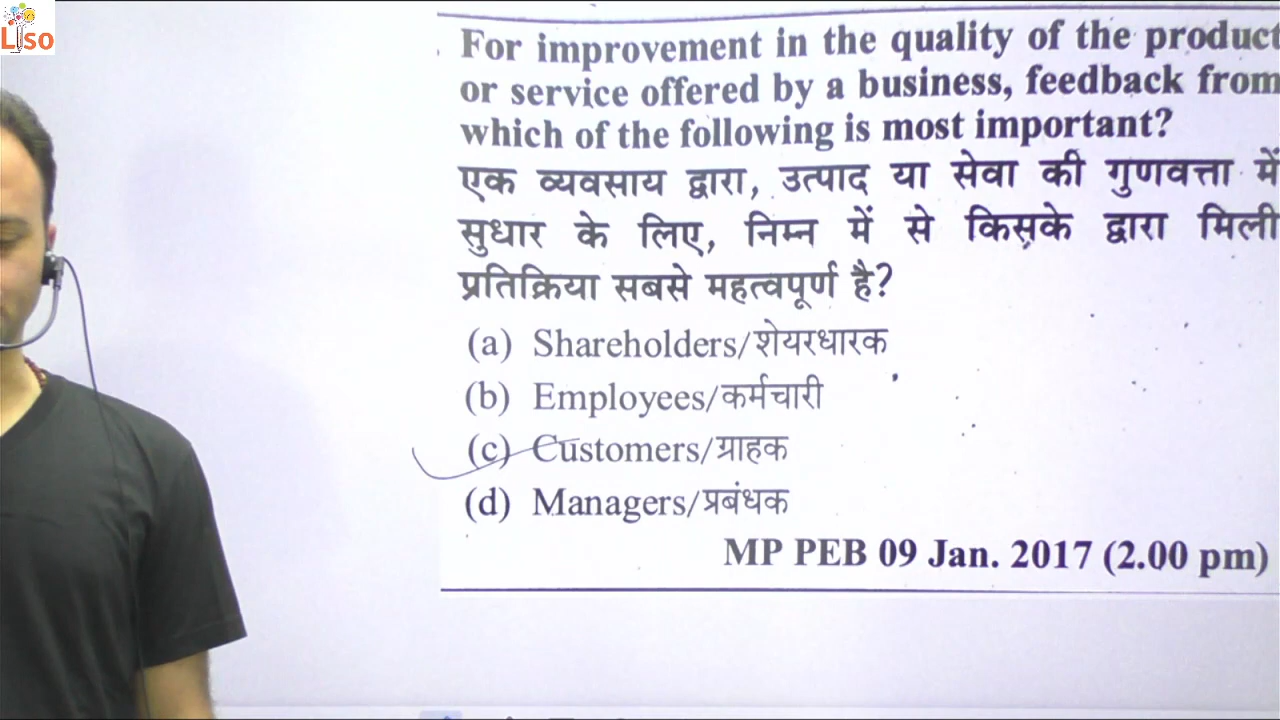 Liso
For improvement in the quality of the product
or service offered by a business, feedback from
which of the following is most important?
एक व्यवसाय द्वारा, उत्पाद या सेवा की गुणवत्ता में
सुधार के लिए, निम्न में से किसके द्वारा मिली
प्रतिक्रिया सबसे महत्वपूर्ण है?
(a) Shareholders/शेयरधारक
(b) Employees/कर्मचारी
(c) Customers/ग्राहक
(d) Managers/प्रबंधक
MP PEB 09 Jan. 2017 (2.00 pm)